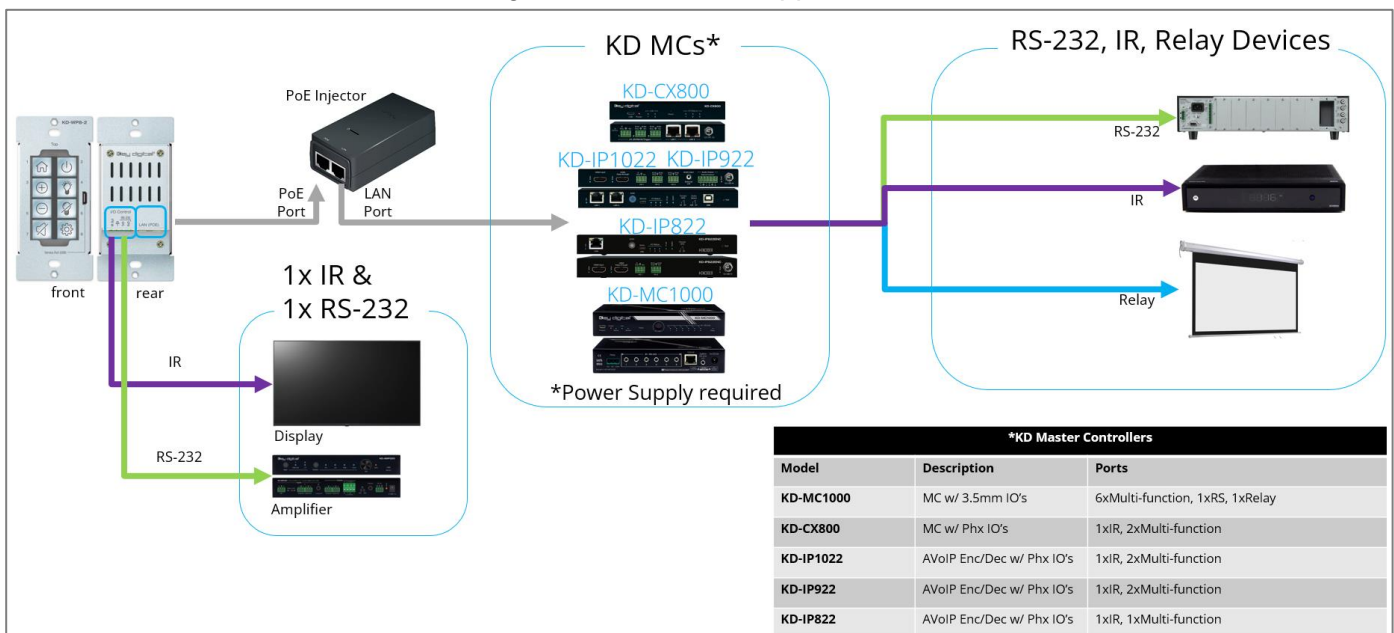 KD MCs*
RS-232, IR, Relay Devices
PoE Injector
KD-CX800
KD-IP1022 KD-IP922
KD-IP822
KD-MC1000
*Power Supply required
PoE
Port
LAN
Port
front
rear
1x IR &
1x RS-232
IR
Display
RS-232
Amplifier
RS-232
IR
Relay
*KD Master Controllers
Model Description Ports
KD-MC1000 MC w/ 3.5mm IO's 6xMulti-function, 1xRS, 1xRelay
KD-CX800 MC w/ Phx IO's 1xIR, 2xMulti-function
KD-IP1022 AVoIP Enc/Dec w/ Phx IO's 1xIR, 2xMulti-function
KD-IP922 AVoIP Enc/Dec w/ Phx IO's 1xIR, 2xMulti-function
KD-IP822 AVoIP Enc/Dec w/ Phx IO's 1xIR, 1xMulti-function